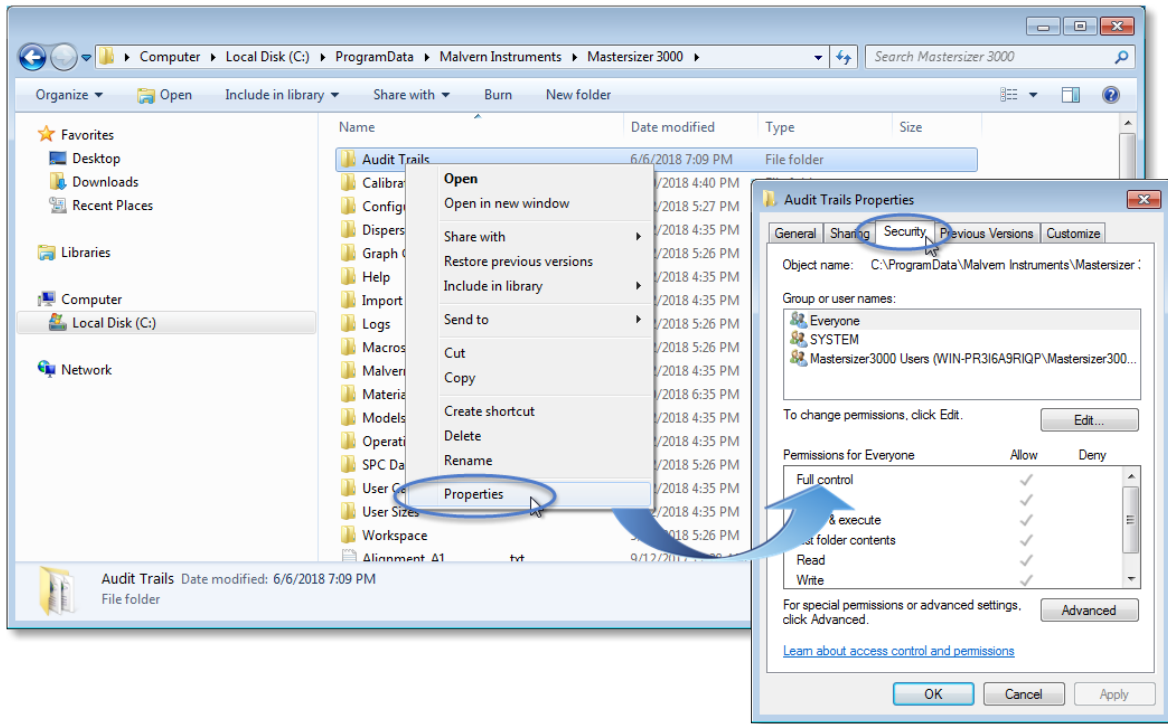 Computer Local Disk (C:) ProgramData Malvern Instruments Mastersizer 3000
Search Mastersizer 3000
Organize Open Include in library Share with Burn New folder
Favorites
Desktop
Downloads
Recent Places
Libraries
Computer
Local Disk (C:)
Network
Name Date modified Type Size
Audit Trails 6/6/2018 7:09 PM File folder
/2018 4:40 PM
/2018 5:27 PM
Dispers /2018 4:35 PM
Graph /2018 5:26 PM
Help /2018 4:35 PM
Import /2018 4:35 PM
Logs /2018 5:26 PM
Macros /2018 5:26 PM
Malver /2018 4:35 PM
Materia /2018 6:35 PM
Models /2018 4:35 PM
Operati /2018 4:35 PM
SPC Da /2018 5:26 PM
User /2018 4:35 PM
User Sizes /2018 4:35 PM
Workspace 2018 5:26 PM
Alignment_A1 .txt
Open
Open in new window
Share with
Restore previous versions
Include in library
Send to
Cut
Copy
Create shortcut
Delete
Rename
Properties
Audit Trails Date modified: 6/6/2018 7:09 PM
File folder
Audit Trails Properties
General Sharing Security Previous Versions Customize
Object name: C:\ProgramData\Malvern Instruments\Mastersizer
Group or user names:
Everyone
SYSTEM
Mastersizer3000 Users (WIN-PR3I6A9RIQP\Mastersizer300...
To change permissions, click Edit.
Edit...
Permissions for Everyone Allow Deny
Full control
& execute
folder contents
Read
Write
For special permissions or advanced settings,
click Advanced.
Advanced
Learn about access control and permissions
OK Cancel Apply